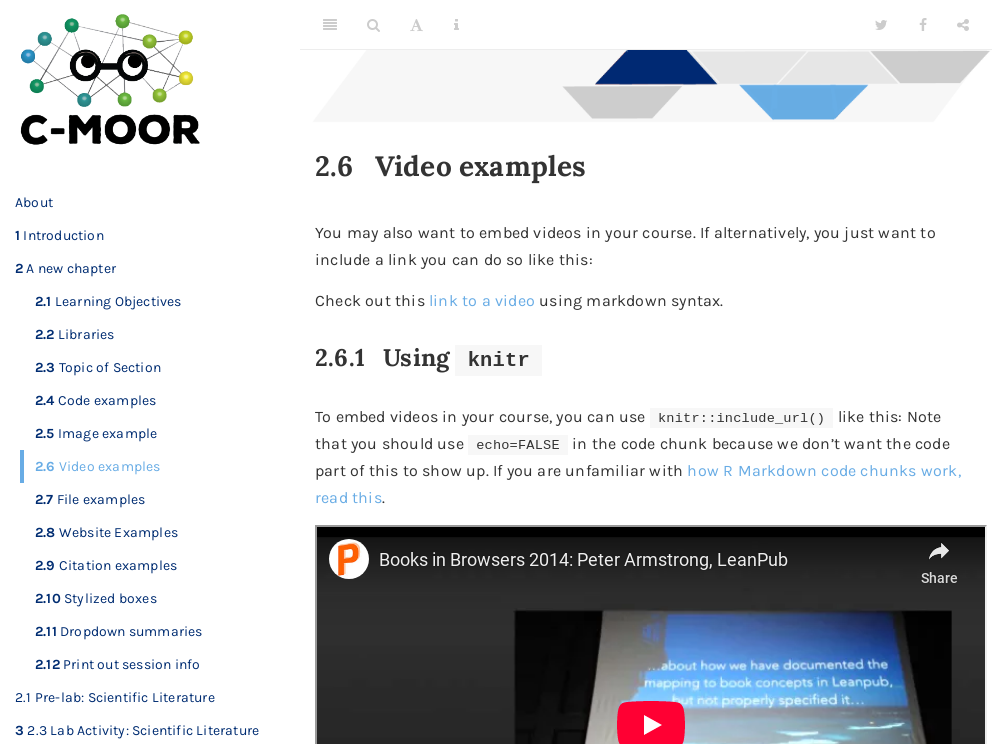 C-MOOR
About
1 Introduction
2 A new chapter
2.1 Learning Objectives
2.2 Libraries
2.3 Topic of Section
2.4 Code examples
2.5 Image example
2.6 Video examples
2.7 File examples
2.8 Website Examples
2.9 Citation examples
2.10 Stylized boxes
2.11 Dropdown summaries
2.12 Print out session info
2.1 Pre-lab: Scientific Literature
3 2.3 Lab Activity: Scientific Literature
2.6 Video examples
You may also want to embed videos in your course. If alternatively, you just want to
include a link you can do so like this:
Check out this link to a video using markdown syntax.
2.6.1 Using knitr
To embed videos in your course, you can use knitr::include_url() like this: Note
that you should use echo=FALSE in the code chunk because we don’t want the code
part of this to show up. If you are unfamiliar with how R Markdown code chunks work,
read this.
Books in Browsers 2014: Peter Armstrong, LeanPub
Share
...about how we have documented the
mapping to book concepts in Leanpub,
but not properly specified it...